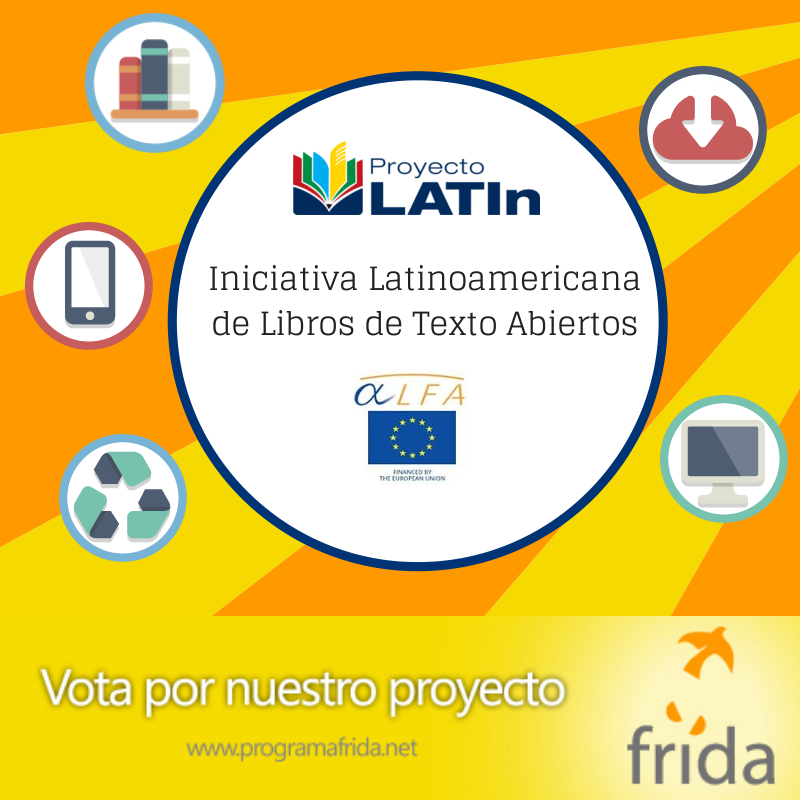 Proyecto
LATIn
Iniciativa Latinoamericana
de Libros de Texto Abiertos
αLFA
FINANCED BY
THE EUROPEAN UNION
Vota por nuestro proyecto
www.programafrida.net
frida